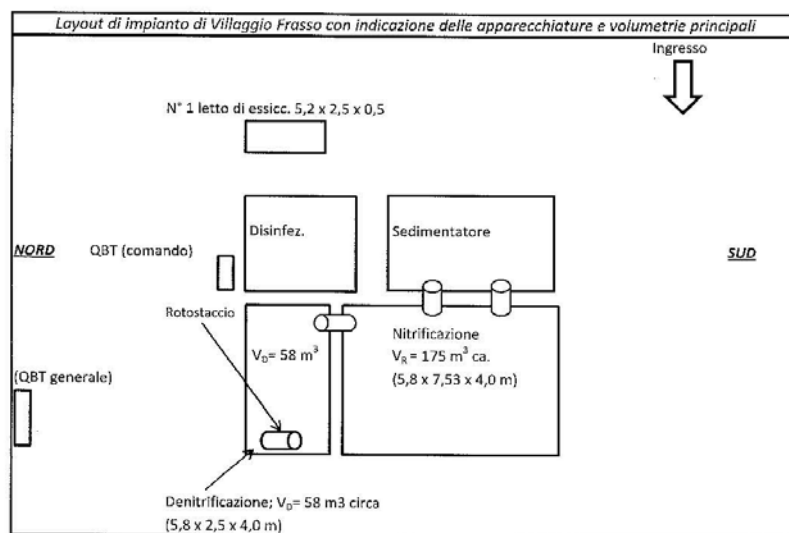 Layout di impianto di Villaggio Frasso con indicazione delle apparecchiature e volumetrie principali
Ingresso
N° 1 letto di essicc. 5,2 x 2,5 x 0,5
Disinfez.
Sedimentatore
NORD
QBT (comando)
SUD
Rotostaccio
Nitrificazione
V_D= 58 m³
V_R = 175 m³ ca.
(5,8 x 7,53 x 4,0 m)
(QBT generale)
Denitrificazione; V_D= 58 m3 circa
(5,8 x 2,5 x 4,0 m)